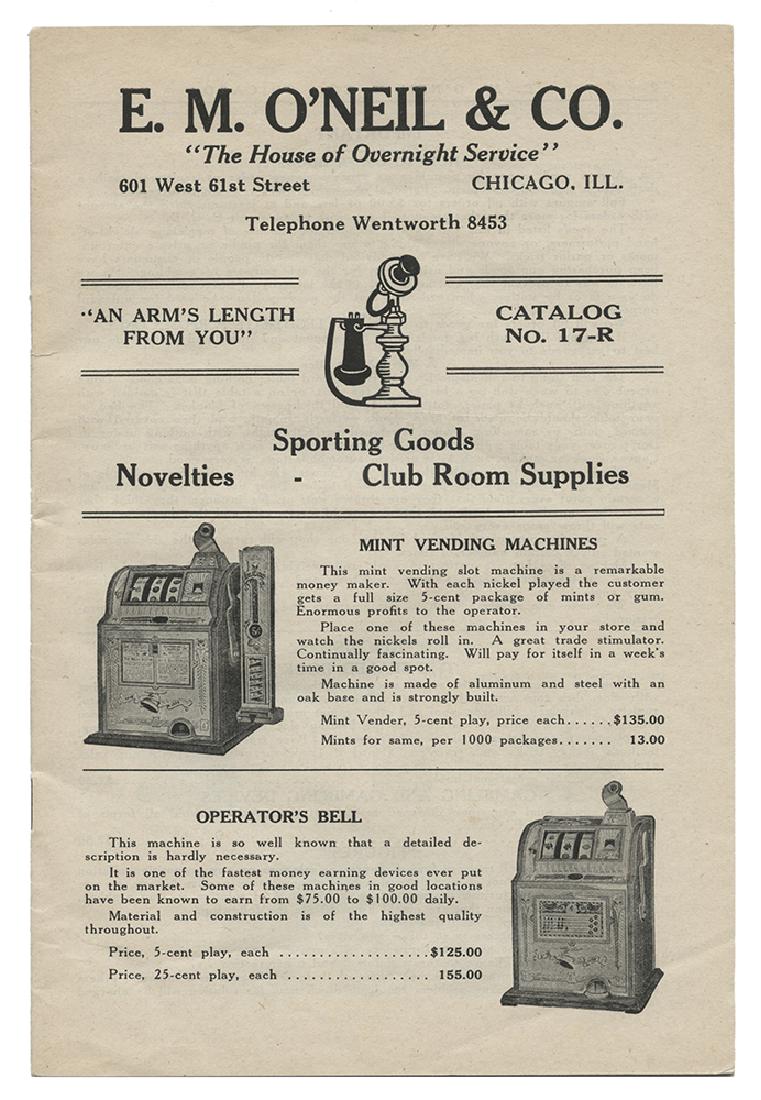 E. M. O'NEIL & CO.
"The House of Overnight Service"
601 West 61st Street CHICAGO, ILL.
Telephone Wentworth 8453
"AN ARM'S LENGTH
FROM YOU"
CATALOG
No. 17-R
Sporting Goods
Novelties - Club Room Supplies
MINT VENDING MACHINES
This mint vending slot machine is a remarkable
money maker. With each nickel played the customer
gets a full size 5-cent package of mints or gum.
Enormous profits to the operator.
Place one of these machines in your store and
watch the nickels roll in. A great trade stimulator.
Continually fascinating. Will pay for itself in a week's
time in a good spot.
Machine is made of aluminum and steel with an
oak base and is strongly built.
Mint Vender, 5-cent play, price each......$135.00
Mints for same, per 1000 packages....... 13.00
OPERATOR'S BELL
This machine is so well known that a detailed de-
scription is hardly necessary.
It is one of the fastest money earning devices ever put
on the market. Some of these machines in good locations
have been known to earn from $75.00 to $100.00 daily.
Material and construction is of the highest quality
throughout.
Price, 5-cent play, each ...................$125.00
Price, 25-cent play, each .................. 155.00